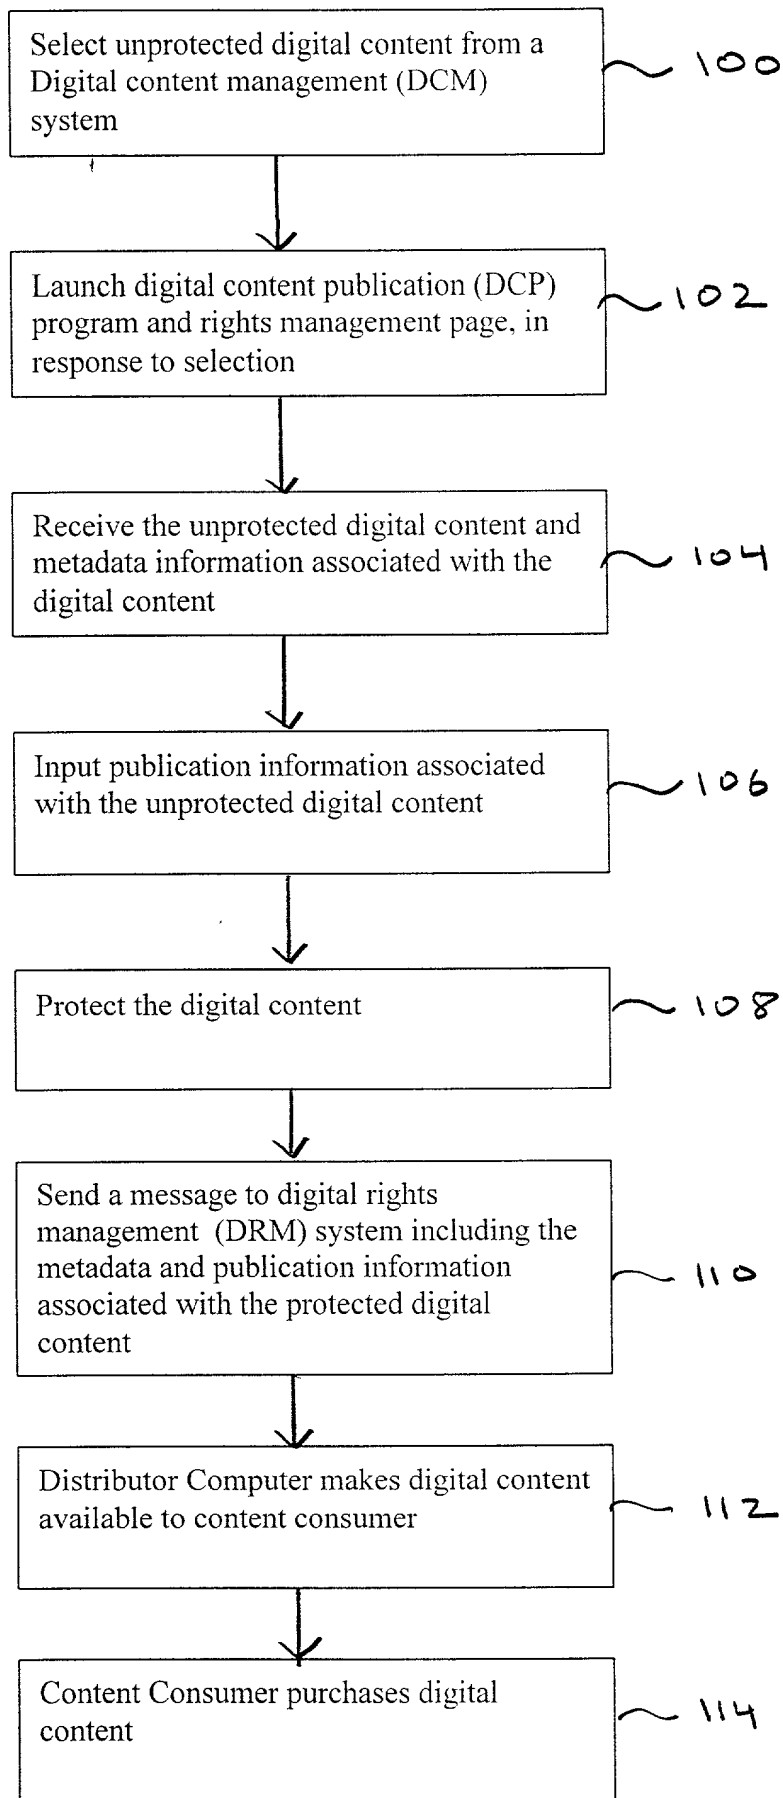 Select unprotected digital content from a
Digital content management (DCM)
system
100
Launch digital content publication (DCP)
program and rights management page, in
response to selection
102
Receive the unprotected digital content and
metadata information associated with the
digital content
104
Input publication information associated
with the unprotected digital content
106
Protect the digital content
108
Send a message to digital rights
management (DRM) system including the
metadata and publication information
associated with the protected digital
content
110
Distributor Computer makes digital content
available to content consumer
112
Content Consumer purchases digital
content
114